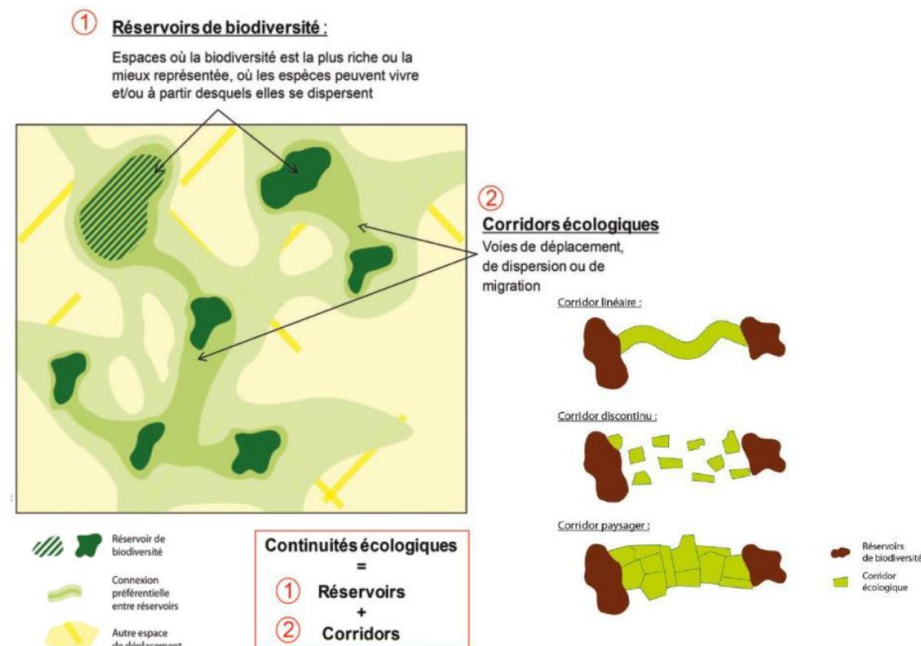 ① Réservoirs de biodiversité :
Espaces où la biodiversité est la plus riche ou la
mieux représentée, où les espèces peuvent vivre
et/ou à partir desquels elles se dispersent
②
Corridors écologiques
Voies de déplacement,
de dispersion ou de
migration
Corridor linéaire :
Corridor discontinu :
Corridor paysager :
Réservoirs
de biodiversité
Corridor
écologique
Réservoir de
biodiversité
Connexion
préférentielle
entre réservoirs
Autre espace
de déplacement
Continuités écologiques
=
① Réservoirs
+
② Corridors